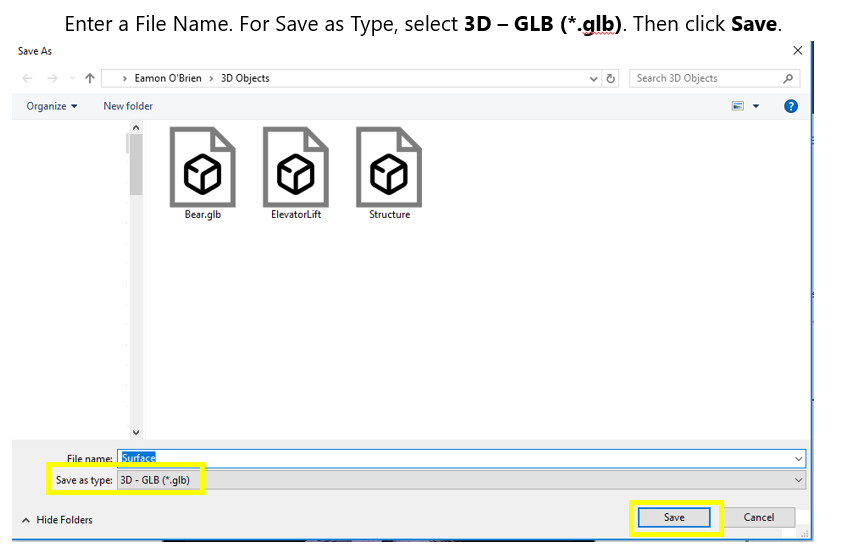 Enter a File Name. For Save as Type, select 3D – GLB (*.glb). Then click Save.
Save As
Eamon O'Brien > 3D Objects
Search 3D Objects
Organize
New folder
?
Bear.glb
ElevatorLift
Structure
File name: Surface
Save as type: 3D - GLB (*.glb)
Hide Folders
Save
Cancel